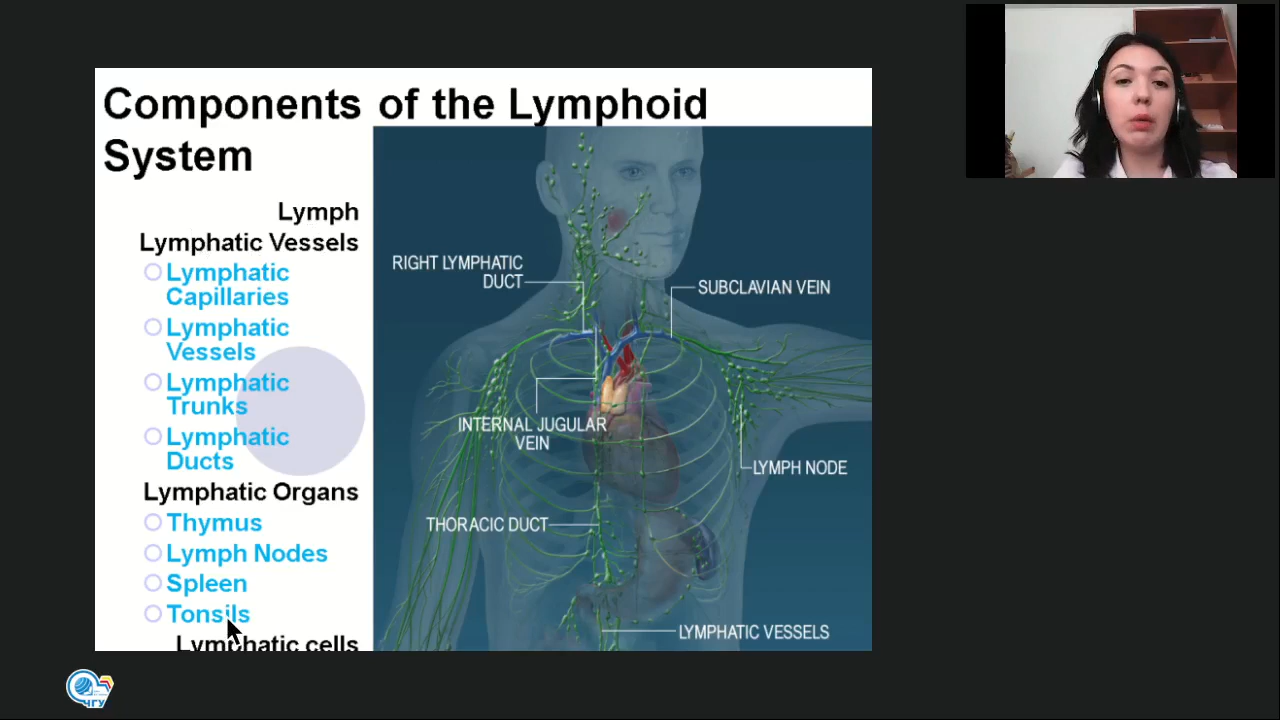 Components of the Lymphoid
System
Lymph
Lymphatic Vessels
Lymphatic
Capillaries
Lymphatic
Vessels
Lymphatic
Trunks
Lymphatic
Ducts
Lymphatic Organs
Thymus
Lymph Nodes
Spleen
Tonsils
Lymphatic cells
RIGHT LYMPHATIC
DUCT
SUBCLAVIAN VEIN
INTERNAL JUGULAR
VEIN
LYMPH NODE
THORACIC DUCT
LYMPHATIC VESSELS
ЧГУ